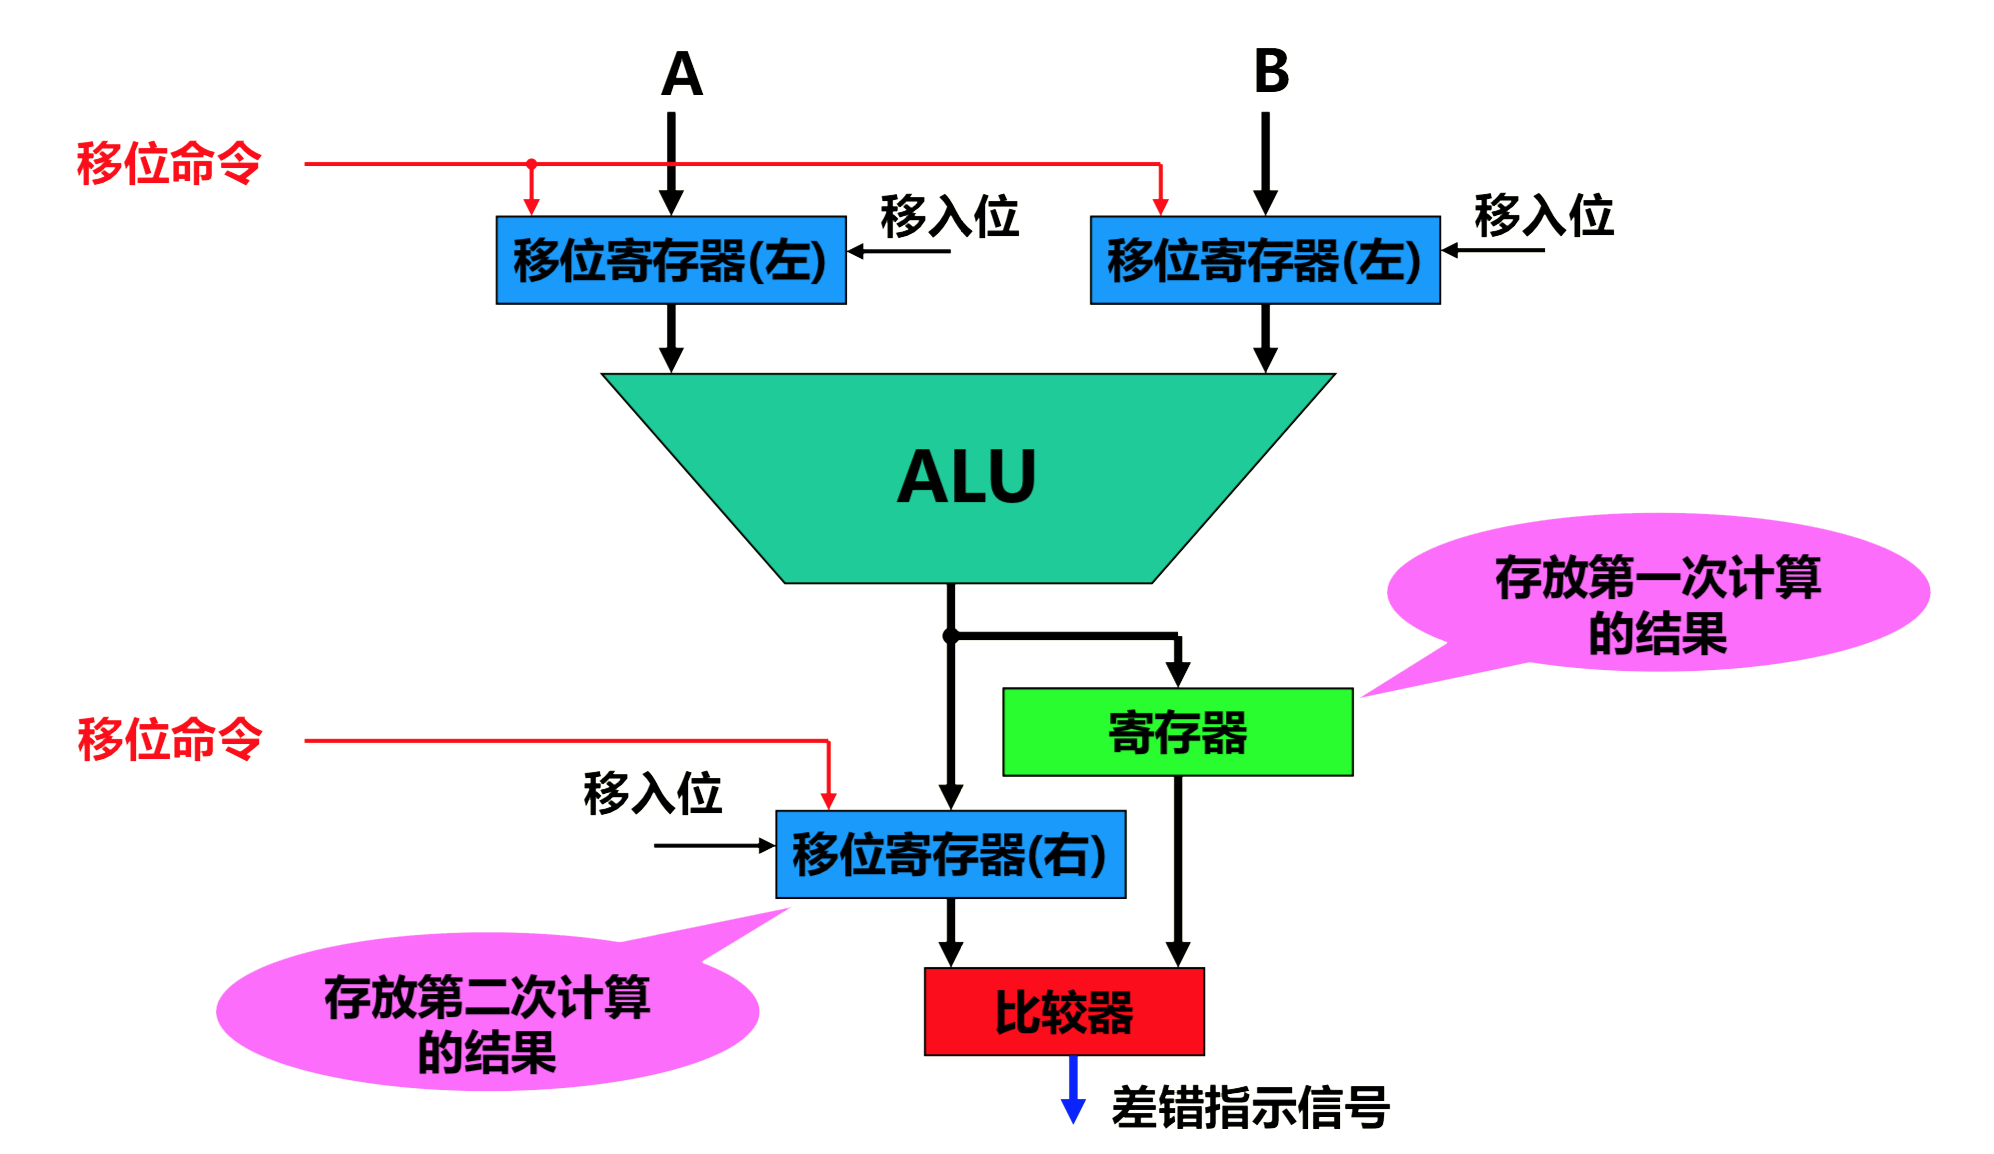 A
B
移位命令
移入位
移入位
移位寄存器(左)
移位寄存器(左)
ALU
存放第一次计算
的结果
寄存器
移位命令
移入位
移位寄存器(右)
存放第二次计算
的结果
比较器
差错指示信号